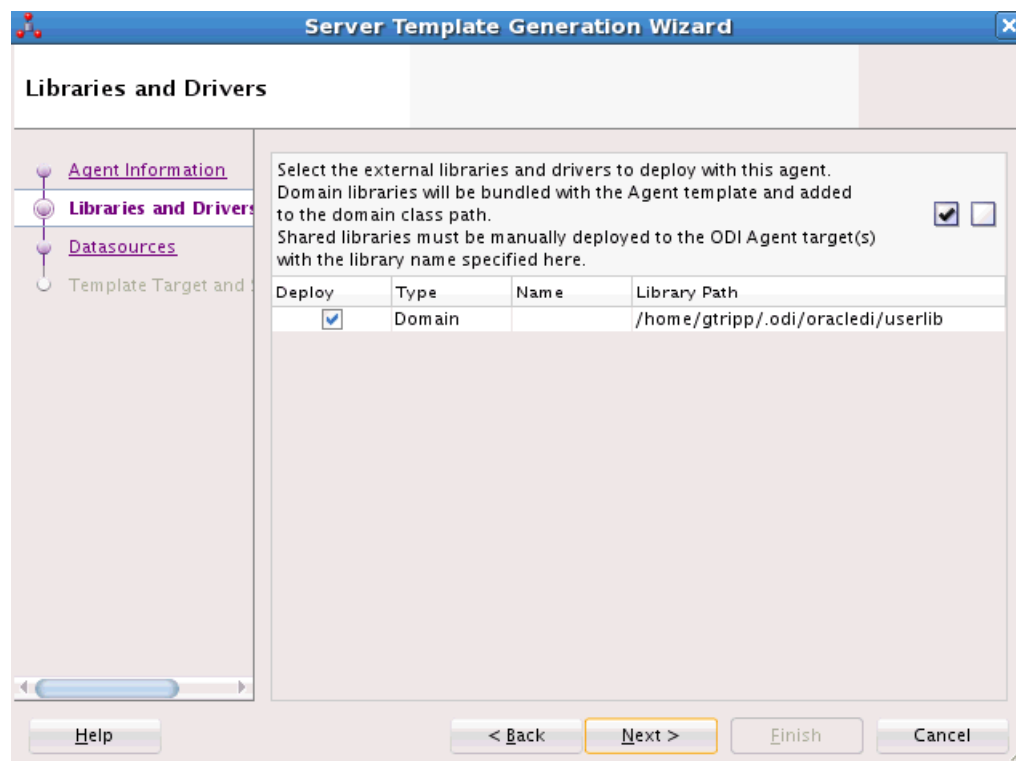 Server Template Generation Wizard
Libraries and Drivers
Agent Information
Libraries and Drivers
Datasources
Template Target and
Select the external libraries and drivers to deploy with this agent.
Domain libraries will be bundled with the Agent template and added
to the domain class path.
Shared libraries must be manually deployed to the ODI Agent target(s)
with the library name specified here.
Deploy Type Name Library Path
Domain /home/gtripp/.odi/oracledi/userlib
Help < Back Next > Finish Cancel